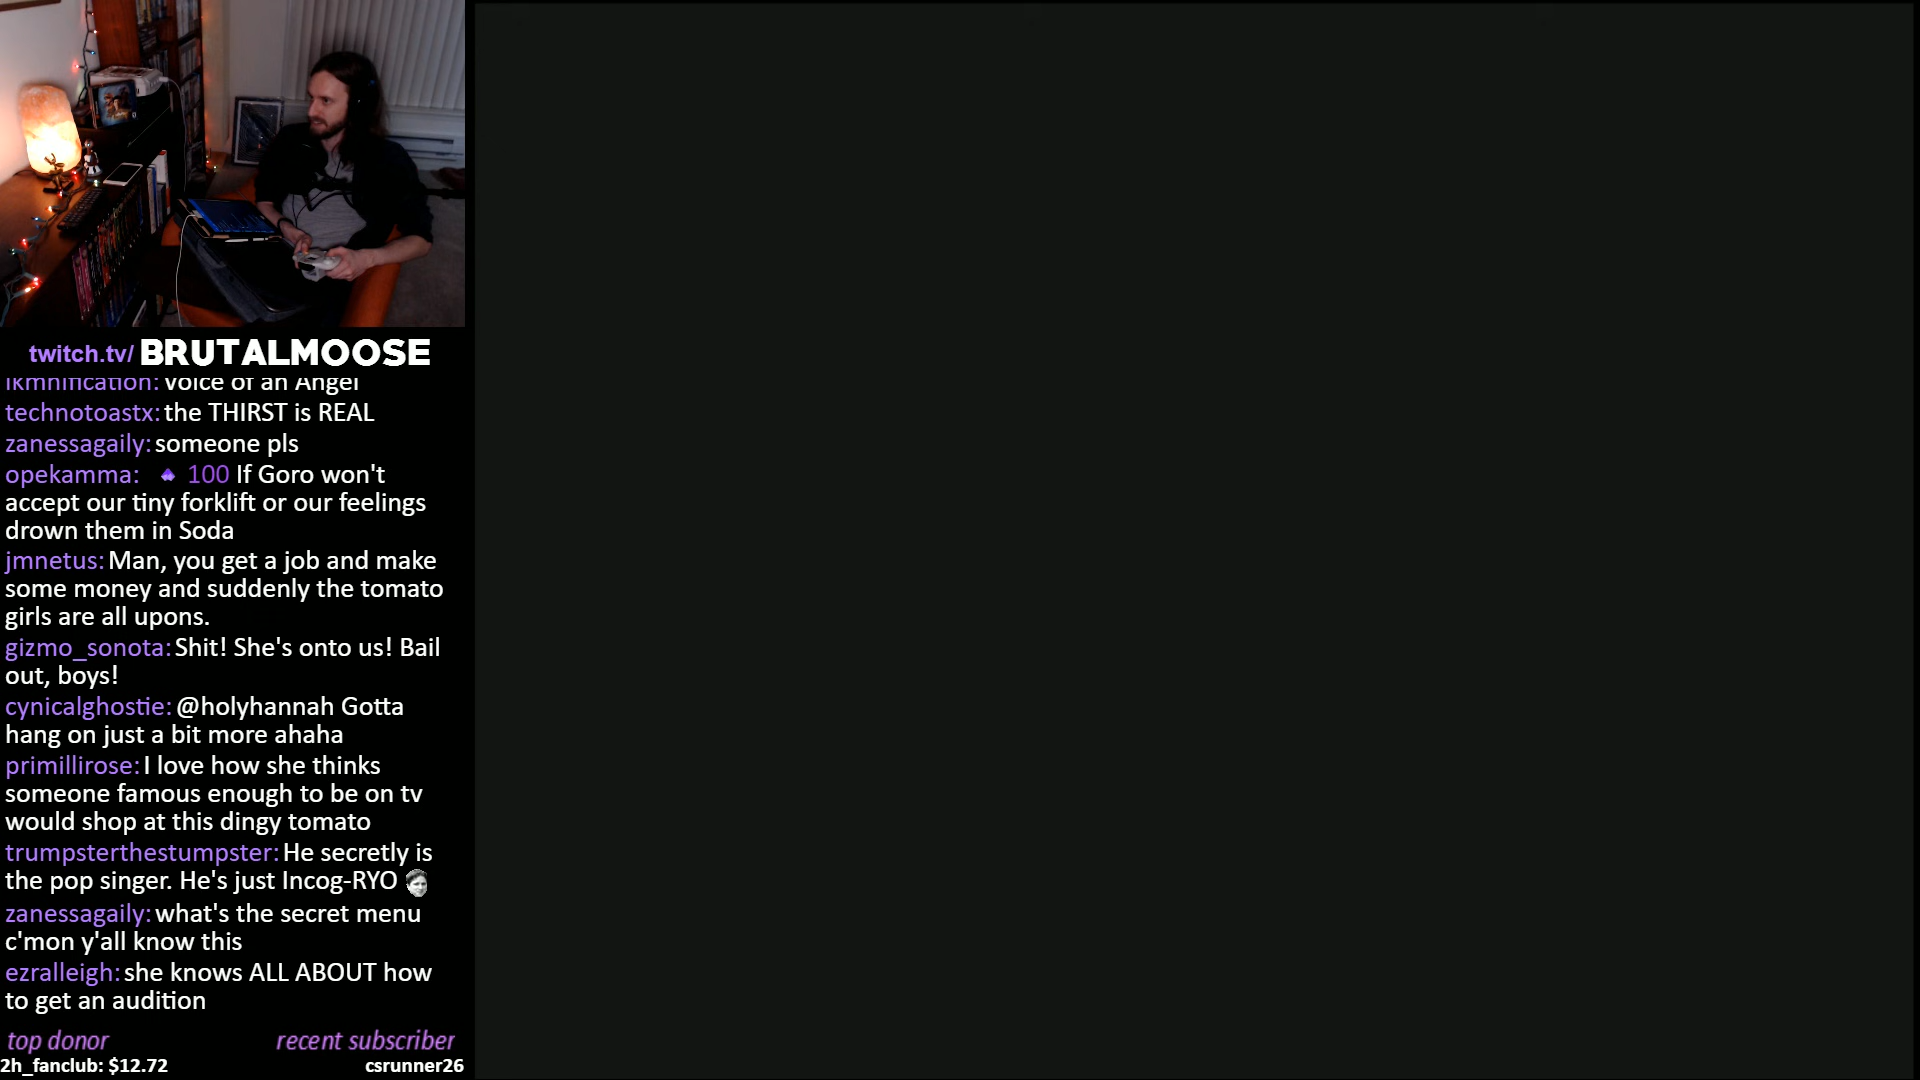 twitch.tv/ BRUTALMOOSE
ikmnification: Voice of an Angel
technotoastx: the THIRST is REAL
zanessagaily: someone pls
opekamma: 100 If Goro won't
accept our tiny forklift or our feelings
drown them in Soda
jmnetus: Man, you get a job and make
some money and suddenly the tomato
girls are all upons.
gizmo_sonota: Shit! She's onto us! Bail
out, boys!
cynicalghostie: @holyhannah Gotta
hang on just a bit more ahaha
primillirose: I love how she thinks
someone famous enough to be on tv
would shop at this dingy tomato
trumpsterthestumpster: He secretly is
the pop singer. He's just Incog-RYO
zanessagaily: what's the secret menu
c'mon y'all know this
ezralleigh: she knows ALL ABOUT how
to get an audition
top donor recent subscriber
2h_fanclub: $12.72 csrunner26